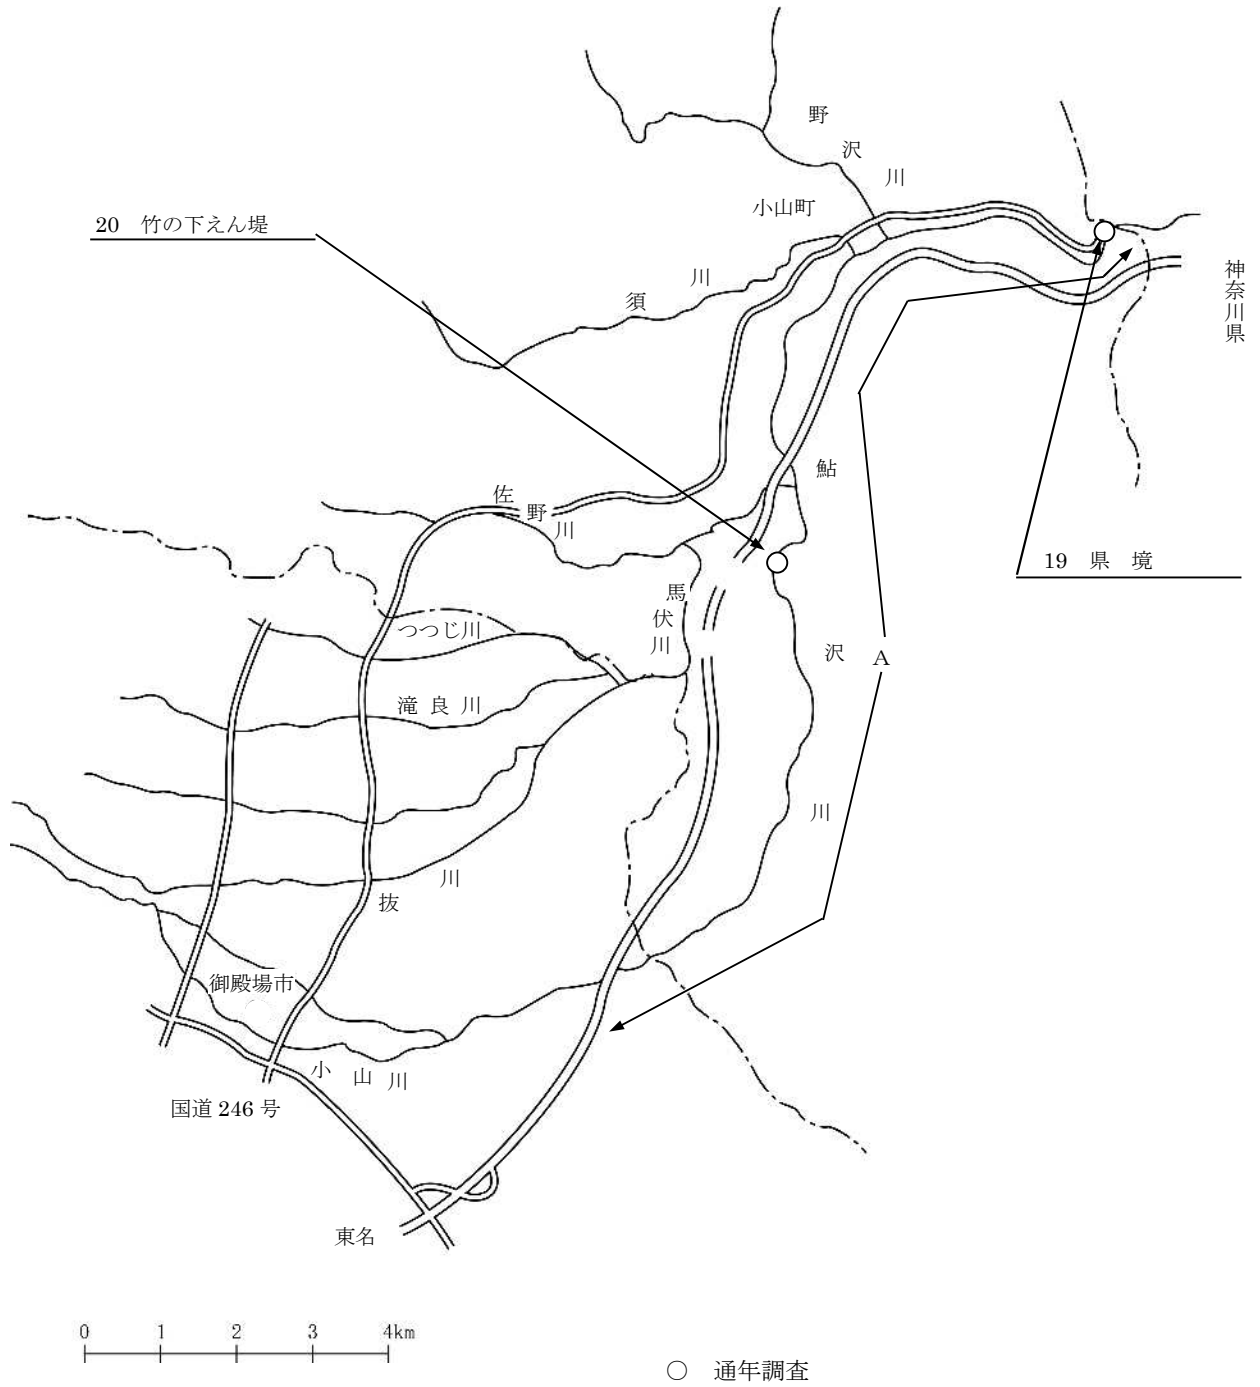 野沢川
小山町
20 竹の下えん堤
神奈川県
須川
鮎沢川
佐野川
19 県 境
馬伏川
つつじ川
A
滝良川
抜川
御殿場市
小山川
国道 246 号
東名
0 1 2 3 4km
○ 通年調査